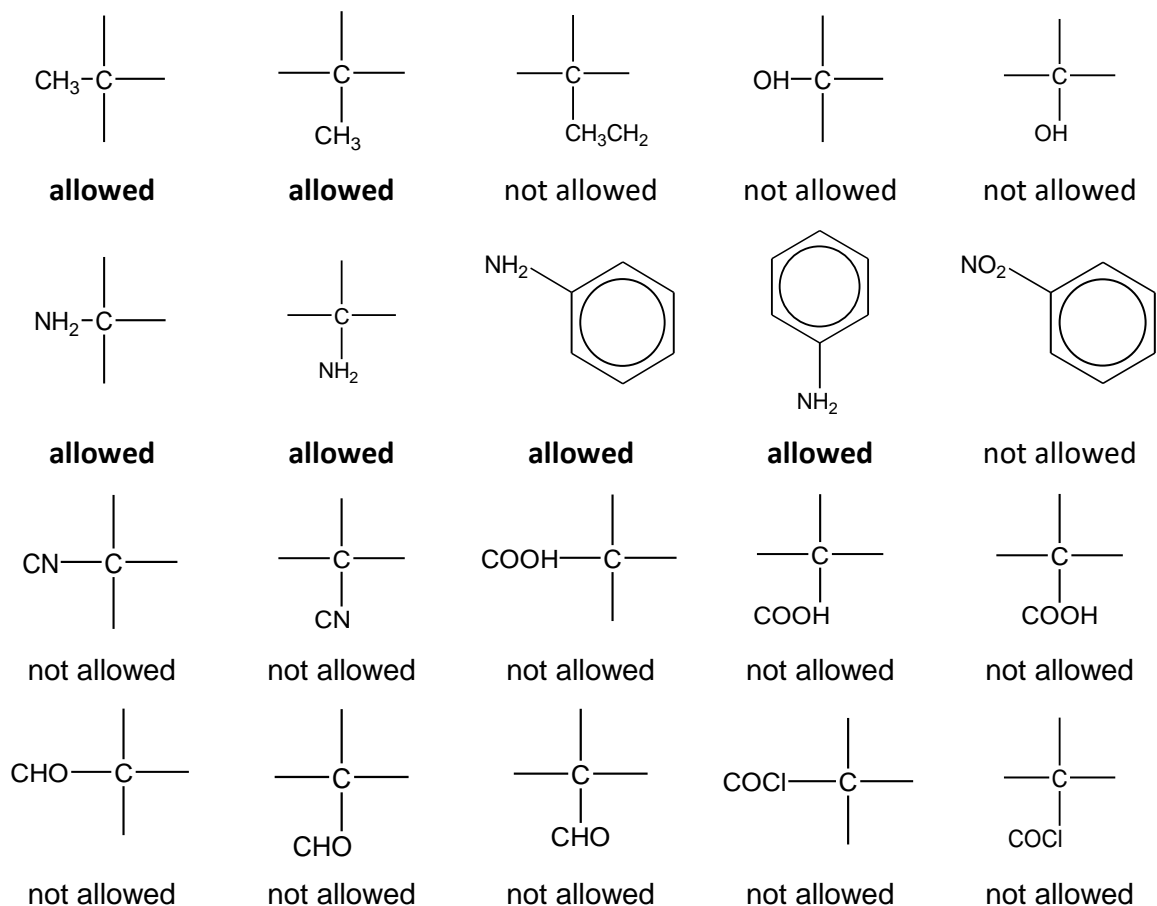 CH₃ C C CH₃ C CH₃CH₂ OH C C OH
allowed allowed not allowed not allowed not allowed
NH₂ C C NH₂ NH₂ NH₂ NO₂
allowed allowed allowed allowed not allowed
CN C C CN COOH C C COOH C COOH
not allowed not allowed not allowed not allowed not allowed
CHO C C CHO C CHO COCl C C COCl
not allowed not allowed not allowed not allowed not allowed